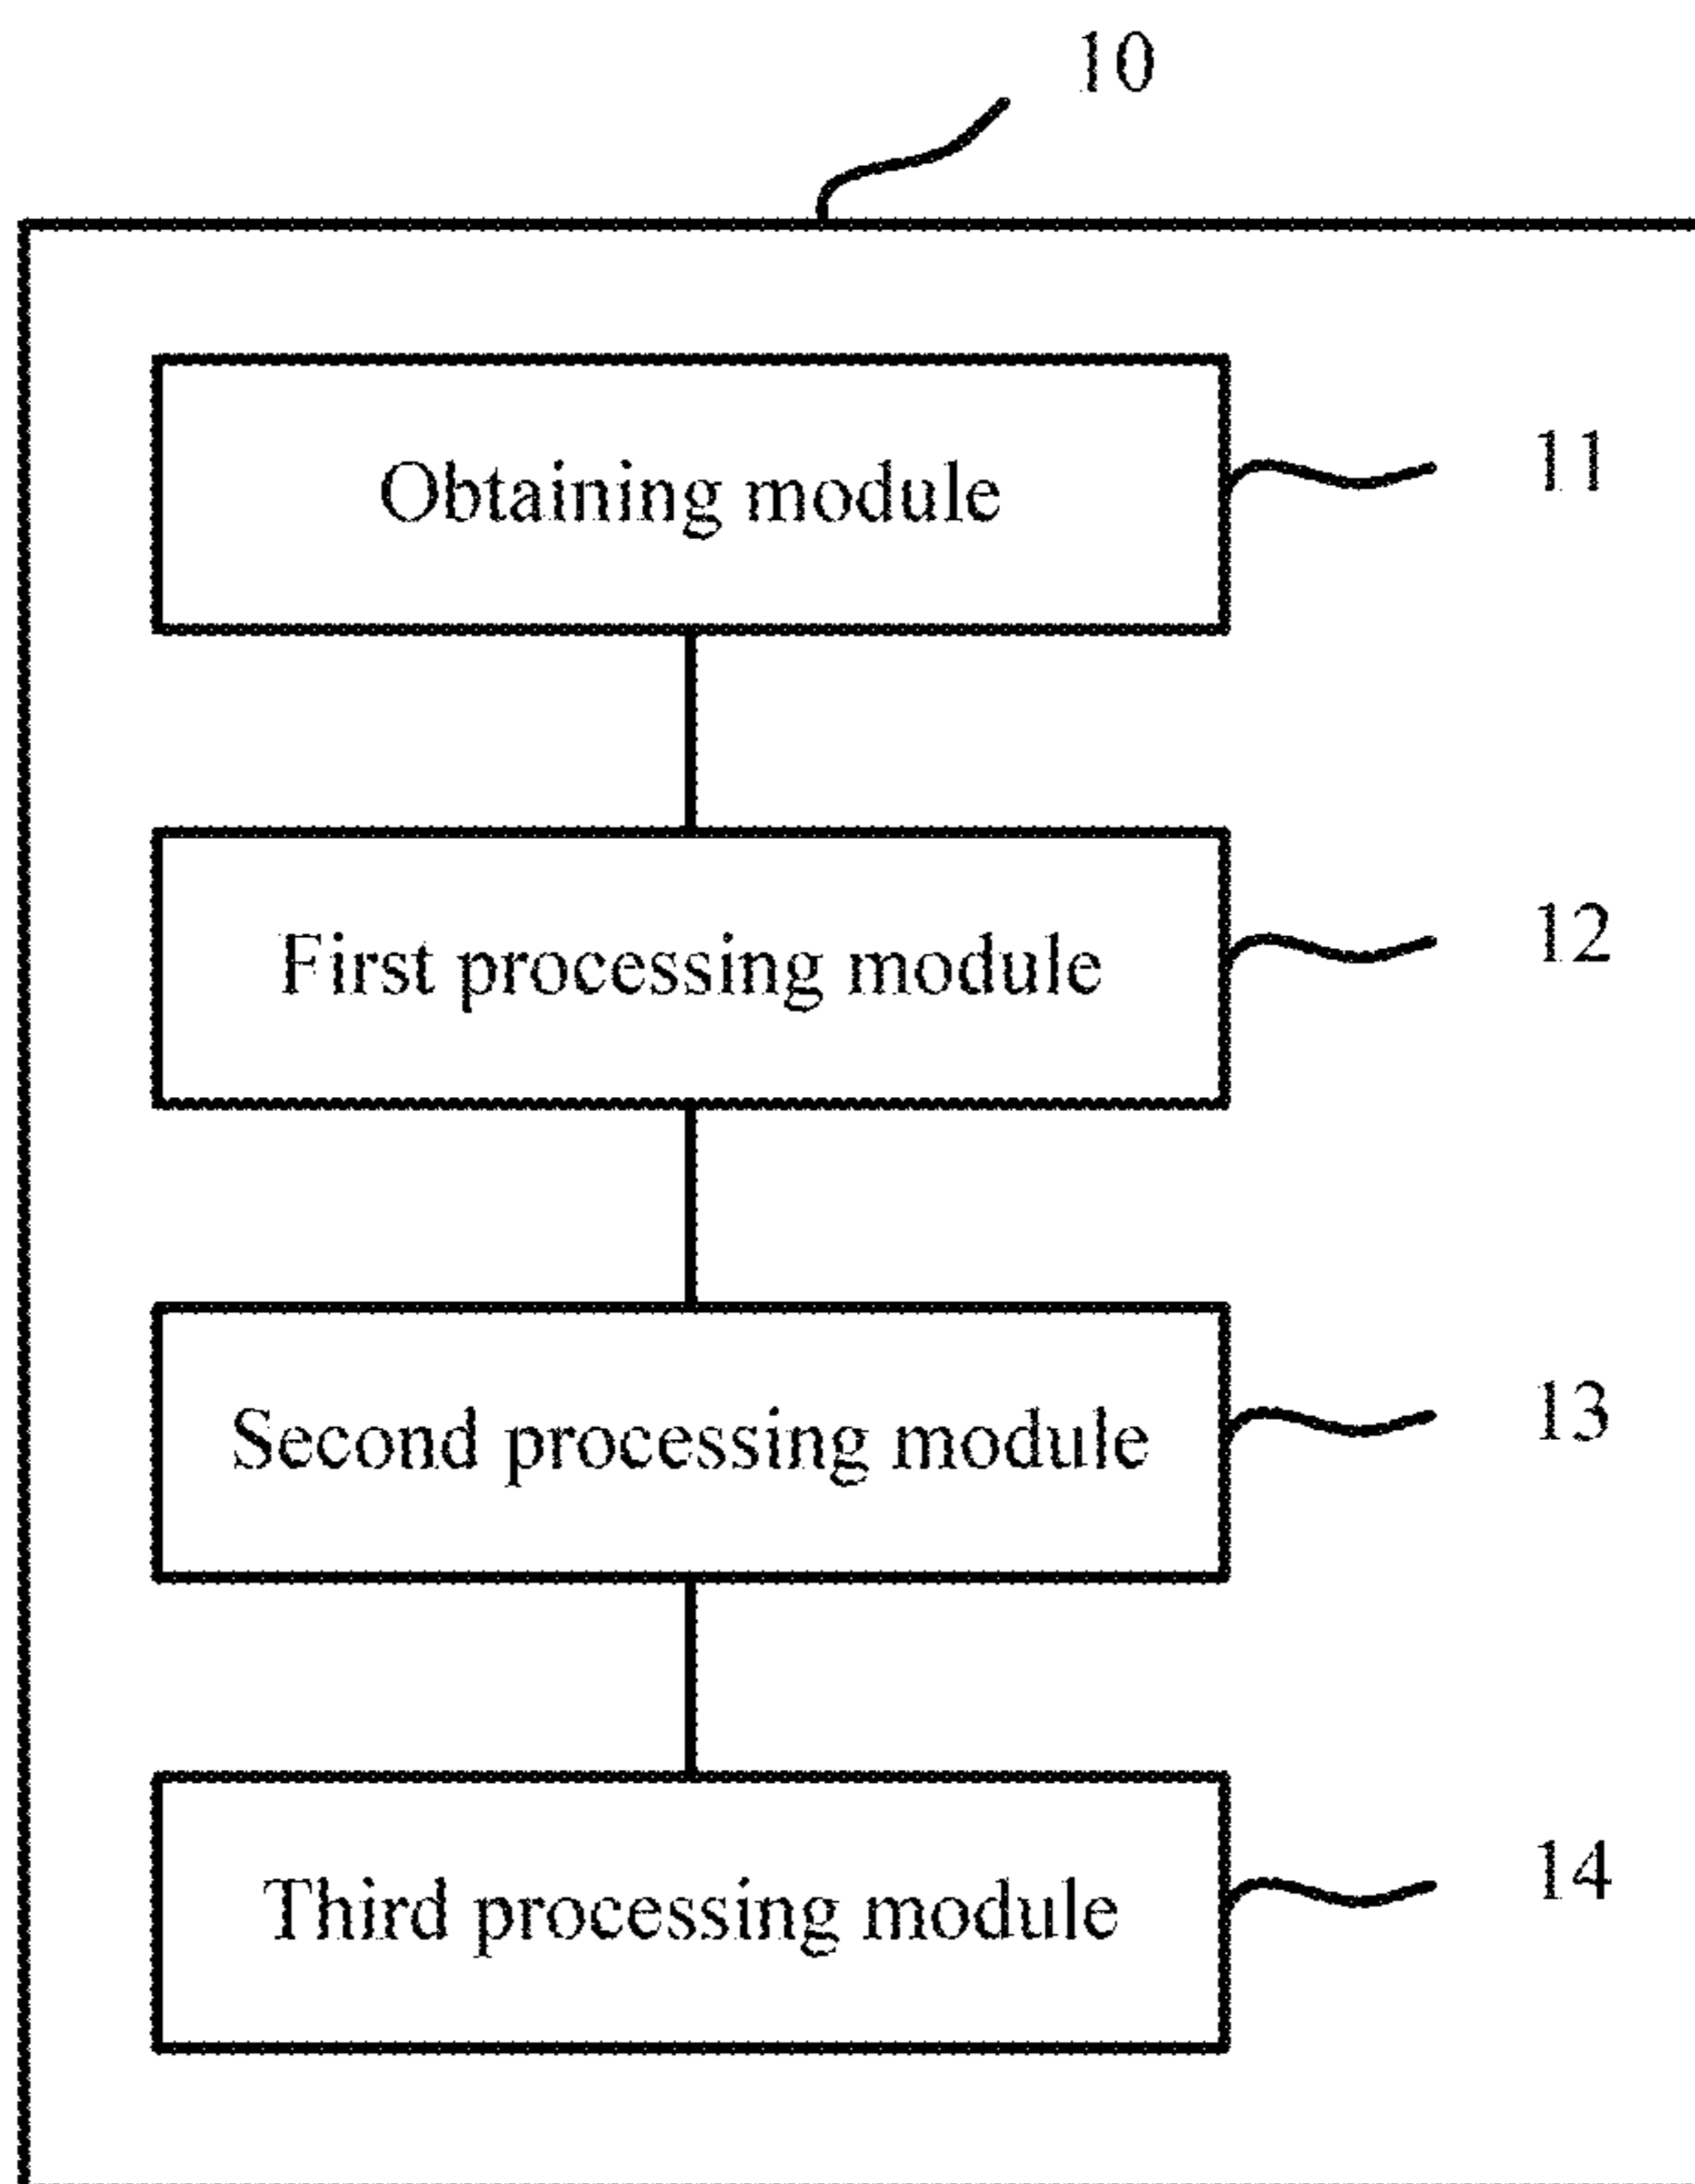 10
Obtaining module
11
First processing module
12
Second processing module
13
Third processing module
14